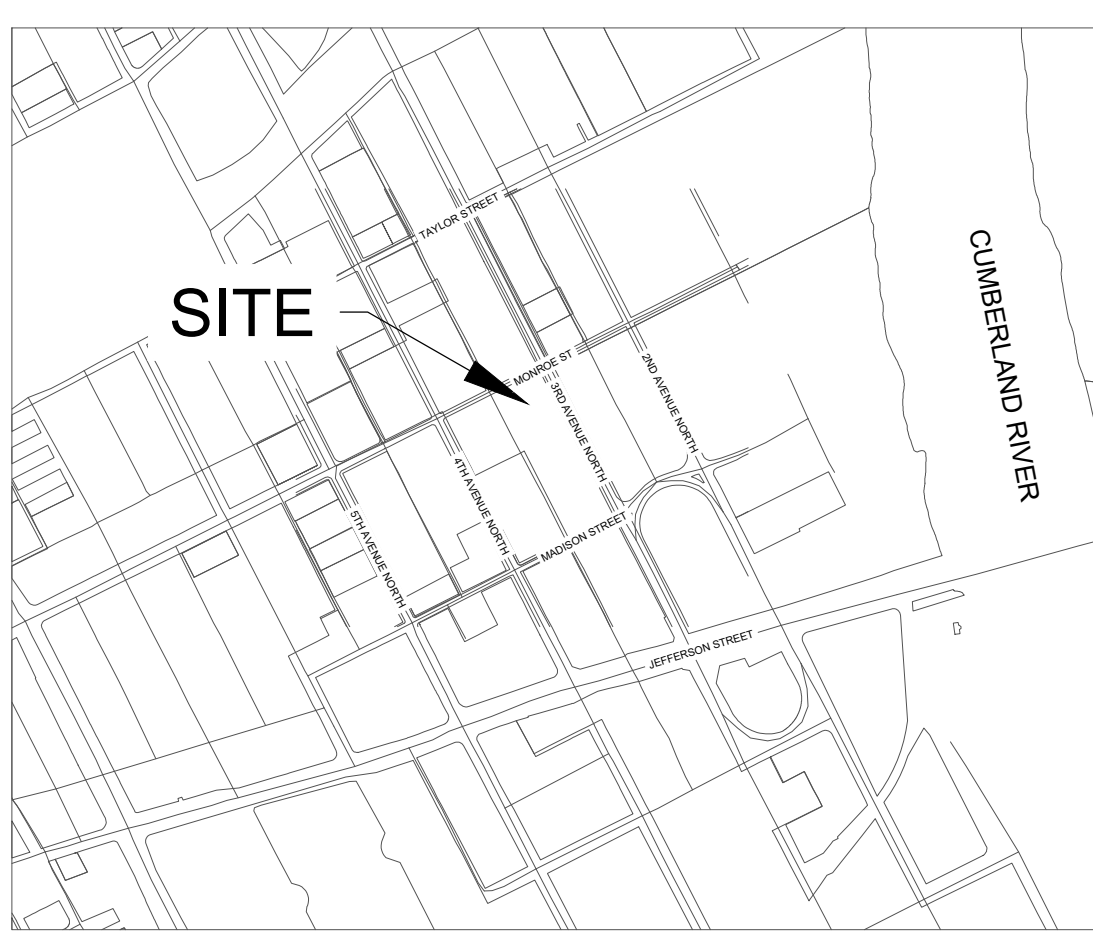 TAYLOR STREET
SITE
CUMBERLAND RIVER
MONROE ST
2ND AVENUE NORTH
3RD AVENUE NORTH
4TH AVENUE NORTH
5TH AVENUE NORTH
MADISON STREET
JEFFERSON STREET